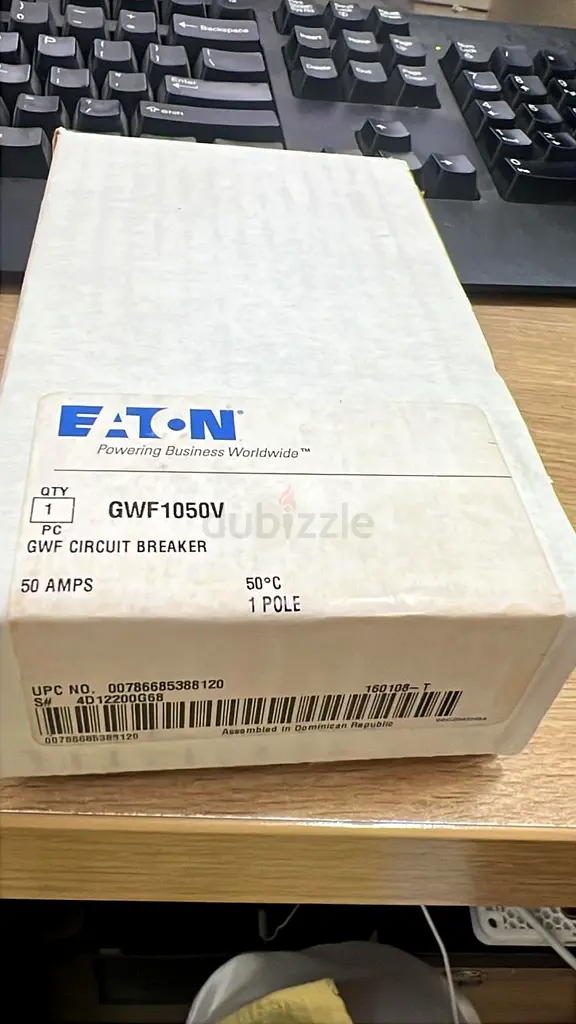 Backspace
Enter
Shift
Insert
Delete
End
EATON
Powering Business Worldwide™
QTY
1
PC
GWF1050V
GWF CIRCUIT BREAKER
50 AMPS
50°C
1 POLE
dubizzle
UPC NO. 00786685388120
S# 4D12200G68
160108-T
00786685388120
Assembled in Dominican Republic